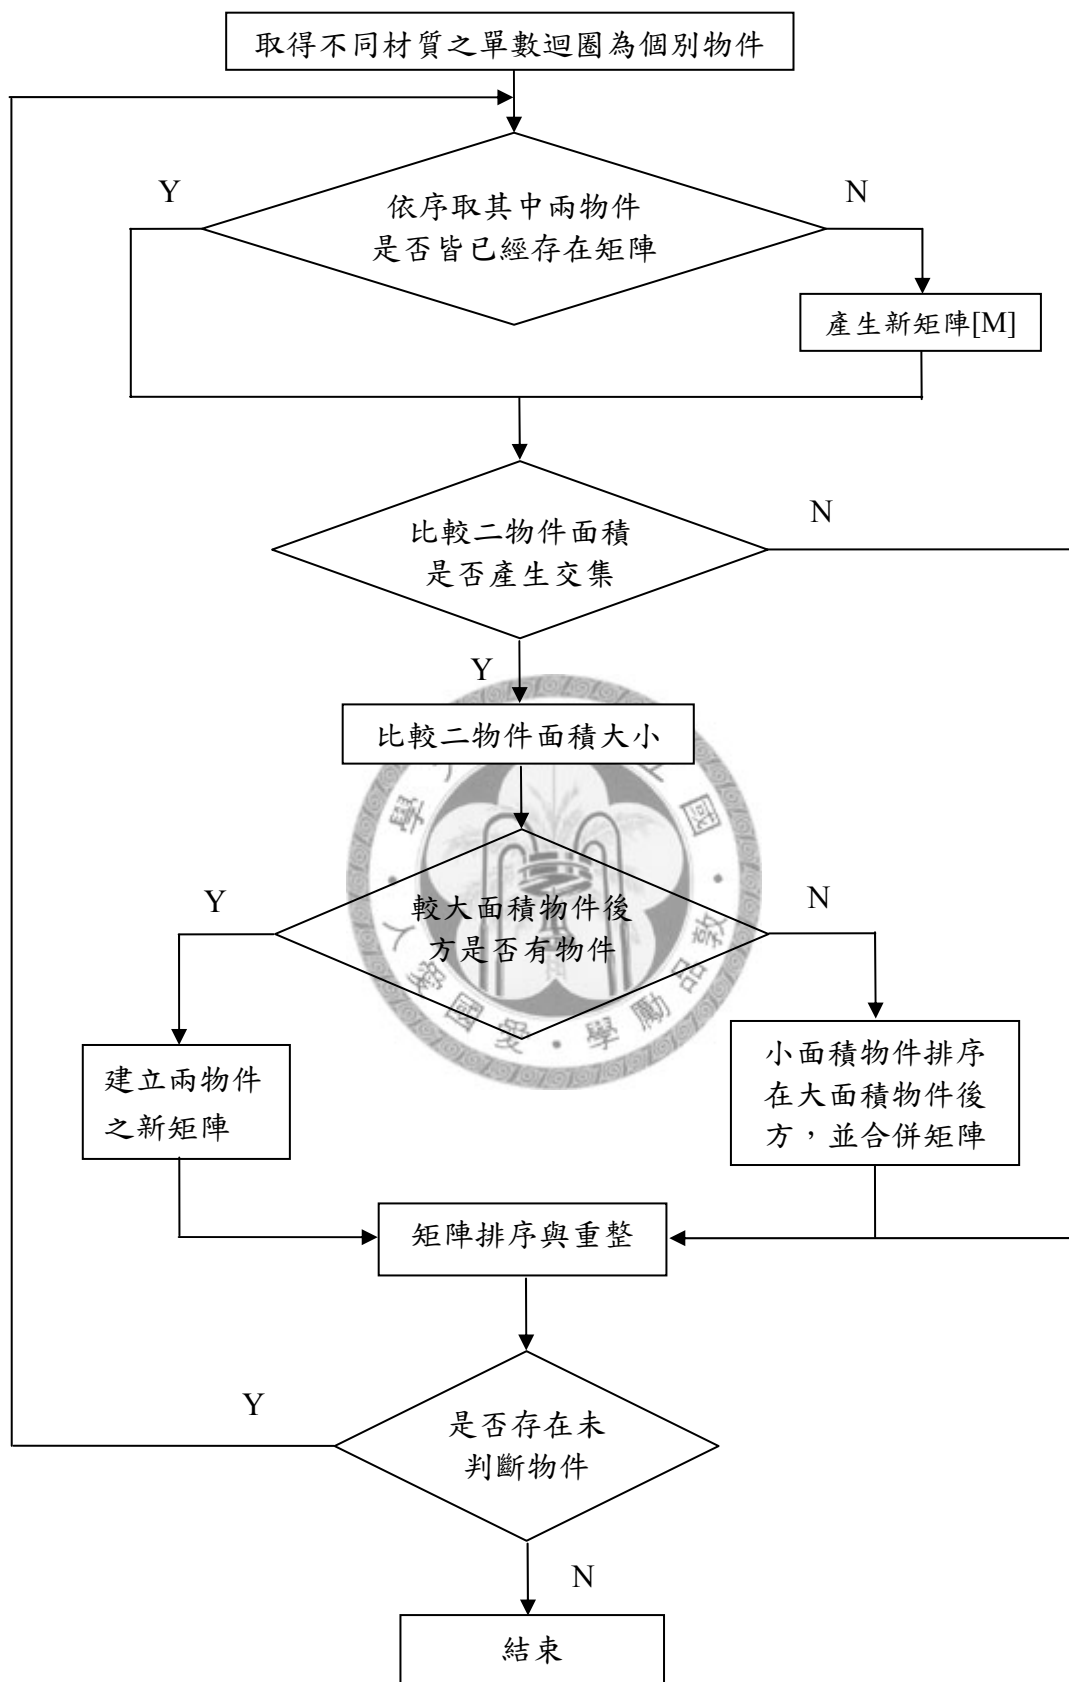 取得不同材質之單數迴圈為個別物件
Y
N
依序取其中兩物件
是否皆已經存在矩陣
產生新矩陣[M]
N
比較二物件面積
是否產生交集
Y
比較二物件面積大小
Y
N
較大面積物件後
方是否有物件
建立兩物件
之新矩陣
小面積物件排序
在大面積物件後
方，並合併矩陣
矩陣排序與重整
Y
是否存在未
判斷物件
N
結束